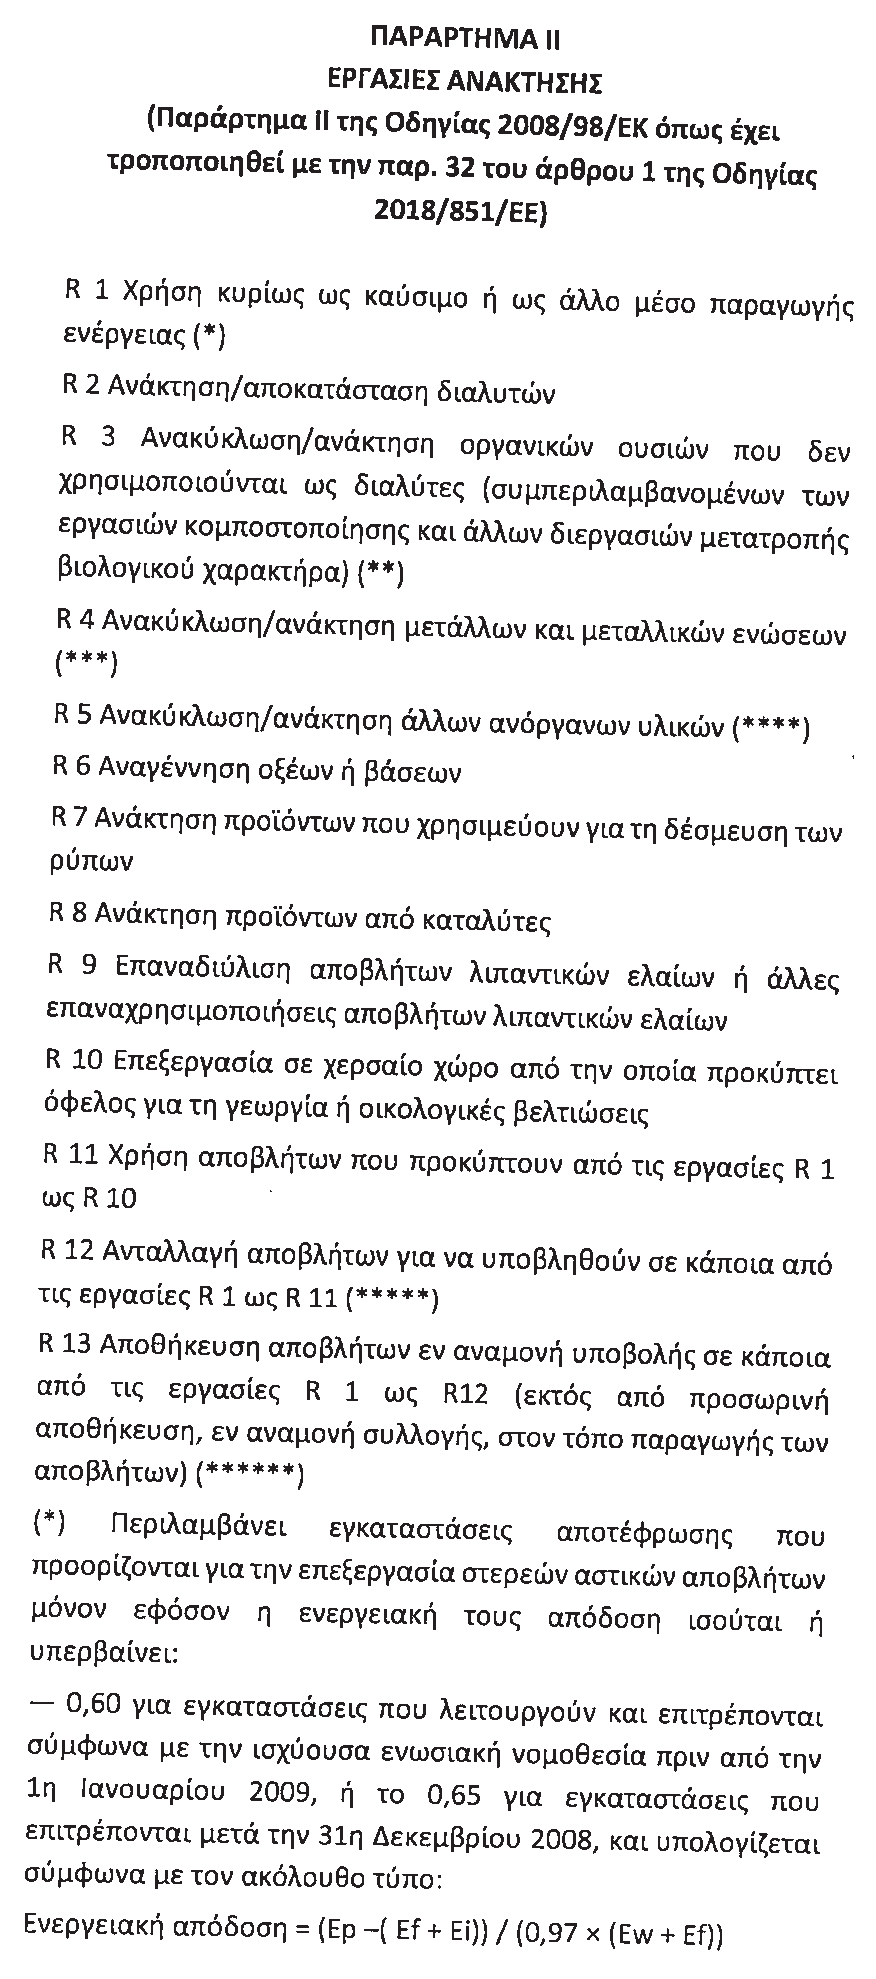 ΠΑΡΑΡΤΗΜΑ ΙΙ
ΕΡΓΑΣΙΕΣ ΑΝΑΚΤΗΣΗΣ
(Παράρτημα ΙΙ της Οδηγίας 2008/98/ΕΚ όπως έχει
τροποποιηθεί με την παρ. 32 του άρθρου 1 της Οδηγίας
2018/851/ΕΕ)
R 1 Χρήση κυρίως ως καύσιμο ή ως άλλο μέσο παραγωγής
ενέργειας (*)
R 2 Ανάκτηση/αποκατάσταση διαλυτών
R 3 Ανακύκλωση/ανάκτηση οργανικών ουσιών που δεν
χρησιμοποιούνται ως διαλύτες (συμπεριλαμβανομένων των
εργασιών κομποστοποίησης και άλλων διεργασιών μετατροπής
βιολογικού χαρακτήρα) (**)
R 4 Ανακύκλωση/ανάκτηση μετάλλων και μεταλλικών ενώσεων
(***)
R 5 Ανακύκλωση/ανάκτηση άλλων ανόργανων υλικών (****)
R 6 Αναγέννηση οξέων ή βάσεων
R 7 Ανάκτηση προϊόντων που χρησιμεύουν για τη δέσμευση των
ρύπων
R 8 Ανάκτηση προϊόντων από καταλύτες
R 9 Επαναδιύλιση αποβλήτων λιπαντικών ελαίων ή άλλες
επαναχρησιμοποιήσεις αποβλήτων λιπαντικών ελαίων
R 10 Επεξεργασία σε χερσαίο χώρο από την οποία προκύπτει
όφελος για τη γεωργία ή οικολογικές βελτιώσεις
R 11 Χρήση αποβλήτων που προκύπτουν από τις εργασίες R 1
ως R 10
R 12 Ανταλλαγή αποβλήτων για να υποβληθούν σε κάποια από
τις εργασίες R 1 ως R 11 (*****)
R 13 Αποθήκευση αποβλήτων εν αναμονή υποβολής σε κάποια
από τις εργασίες R 1 ως R12 (εκτός από προσωρινή
αποθήκευση, εν αναμονή συλλογής, στον τόπο παραγωγής των
αποβλήτων) (******)
(*) Περιλαμβάνει εγκαταστάσεις αποτέφρωσης που
προορίζονται για την επεξεργασία στερεών αστικών αποβλήτων
μόνον εφόσον η ενεργειακή τους απόδοση ισούται ή
υπερβαίνει:
— 0,60 για εγκαταστάσεις που λειτουργούν και επιτρέπονται
σύμφωνα με την ισχύουσα ενωσιακή νομοθεσία πριν από την
1η Ιανουαρίου 2009, ή το 0,65 για εγκαταστάσεις που
επιτρέπονται μετά την 31η Δεκεμβρίου 2008, και υπολογίζεται
σύμφωνα με τον ακόλουθο τύπο:
Ενεργειακή απόδοση = (Ep –( Ef + Ei)) / (0,97 × (Ew + Ef))